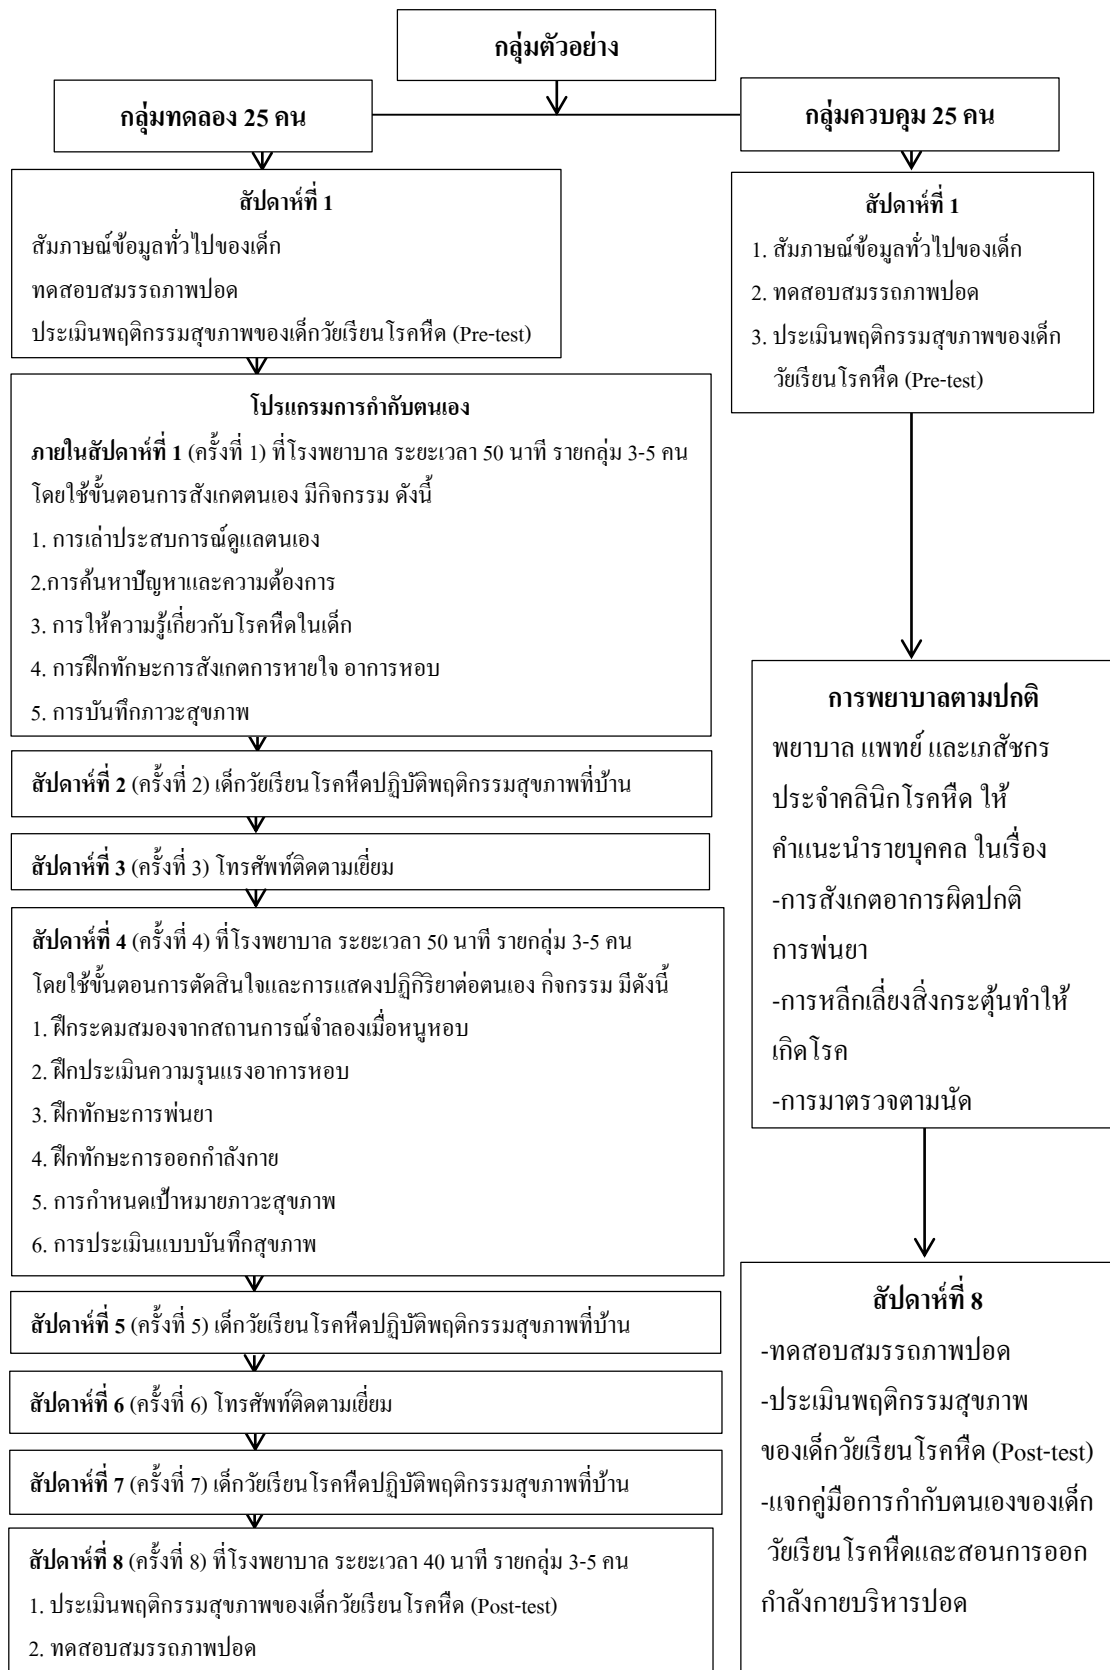 กลุ่มตัวอย่าง
กลุ่มทดลอง 25 คน
กลุ่มควบคุม 25 คน
สัปดาห์ที่ 1
สัมภาษณ์ข้อมูลทั่วไปของเด็ก
ทดสอบสมรรถภาพปอด
ประเมินพฤติกรรมสุขภาพของเด็กวัยเรียนโรคหืด (Pre-test)
โปรแกรมการกำกับตนเอง
ภายในสัปดาห์ที่ 1 (ครั้งที่ 1) ที่โรงพยาบาล ระยะเวลา 50 นาที รายกลุ่ม 3-5 คน
โดยใช้ขั้นตอนการสังเกตตนเอง มีกิจกรรม ดังนี้
1. การเล่าประสบการณ์ดูแลตนเอง
2.การค้นหาปัญหาและความต้องการ
3. การให้ความรู้เกี่ยวกับโรคหืดในเด็ก
4. การฝึกทักษะการสังเกตการหายใจ อาการหอบ
5. การบันทึกภาวะสุขภาพ
สัปดาห์ที่ 2 (ครั้งที่ 2) เด็กวัยเรียนโรคหืดปฏิบัติพฤติกรรมสุขภาพที่บ้าน
สัปดาห์ที่ 3 (ครั้งที่ 3) โทรศัพท์ติดตามเยี่ยม
สัปดาห์ที่ 4 (ครั้งที่ 4) ที่โรงพยาบาล ระยะเวลา 50 นาที รายกลุ่ม 3-5 คน
โดยใช้ขั้นตอนการตัดสินใจและการแสดงปฏิกิริยาต่อตนเอง กิจกรรม มีดังนี้
1. ฝึกระดมสมองจากสถานการณ์จำลองเมื่อหนูหอบ
2. ฝึกประเมินความรุนแรงอาการหอบ
3. ฝึกทักษะการพ่นยา
4. ฝึกทักษะการออกกำลังกาย
5. การกำหนดเป้าหมายภาวะสุขภาพ
6. การประเมินแบบบันทึกสุขภาพ
สัปดาห์ที่ 5 (ครั้งที่ 5) เด็กวัยเรียนโรคหืดปฏิบัติพฤติกรรมสุขภาพที่บ้าน
สัปดาห์ที่ 6 (ครั้งที่ 6) โทรศัพท์ติดตามเยี่ยม
สัปดาห์ที่ 7 (ครั้งที่ 7) เด็กวัยเรียนโรคหืดปฏิบัติพฤติกรรมสุขภาพที่บ้าน
สัปดาห์ที่ 8 (ครั้งที่ 8) ที่โรงพยาบาล ระยะเวลา 40 นาที รายกลุ่ม 3-5 คน
1. ประเมินพฤติกรรมสุขภาพของเด็กวัยเรียนโรคหืด (Post-test)
2. ทดสอบสมรรถภาพปอด
สัปดาห์ที่ 1
1. สัมภาษณ์ข้อมูลทั่วไปของเด็ก
2. ทดสอบสมรรถภาพปอด
3. ประเมินพฤติกรรมสุขภาพของเด็ก
วัยเรียนโรคหืด (Pre-test)
การพยาบาลตามปกติ
พยาบาล แพทย์ และเภสัชกร
ประจำคลินิกโรคหืด ให้
คำแนะนำรายบุคคล ในเรื่อง
-การสังเกตอาการผิดปกติ
การพ่นยา
-การหลีกเลี่ยงสิ่งกระตุ้นทำให้
เกิดโรค
-การมาตรวจตามนัด
สัปดาห์ที่ 8
-ทดสอบสมรรถภาพปอด
-ประเมินพฤติกรรมสุขภาพ
ของเด็กวัยเรียนโรคหืด (Post-test)
-แจกคู่มือการกำกับตนเองของเด็ก
วัยเรียนโรคหืดและสอนการออก
กำลังกายบริหารปอด